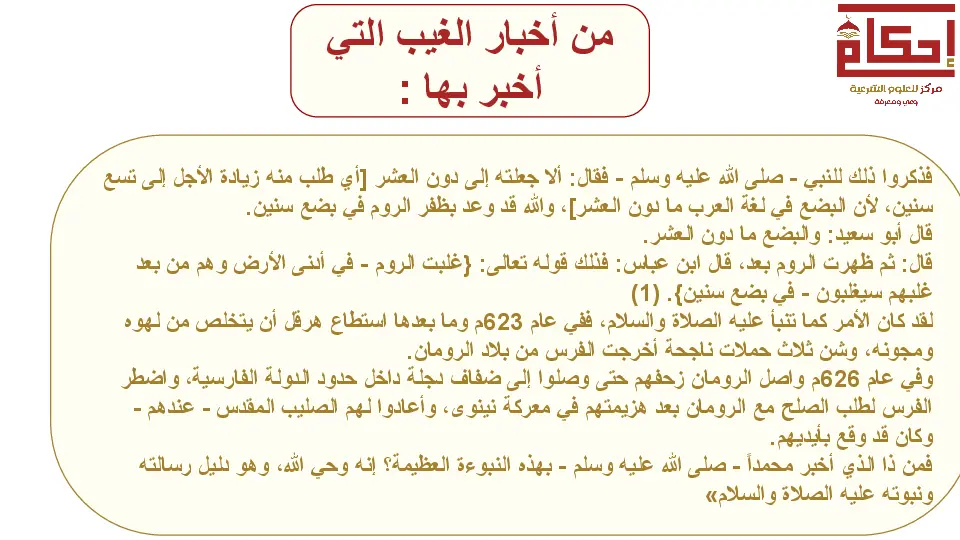 من أخبار الغيب التي
أخبر بها :
إحكام
مركز للعلوم الشرعية
وعي ومعرفة
فذكروا ذلك للنبي - صلى الله عليه وسلم - فقال: ألا جعلته إلى دون العشر [أي طلب منه زيادة الأجل إلى تسع
سنين، لأن البضع في لغة العرب ما دون العشر]، والله قد وعد بظفر الروم في بضع سنين.
قال أبو سعيد: والبضع ما دون العشر.
قال: ثم ظهرت الروم بعد، قال ابن عباس: فذلك قوله تعالى: {غلبت الروم - في أدنى الأرض وهم من بعد
غلبهم سيغلبون - في بضع سنين}. (1)
لقد كان الأمر كما تنبأ عليه الصلاة والسلام، ففي عام 623م وما بعدها استطاع هرقل أن يتخلص من لهوه
ومجونه، وشن ثلاث حملات ناجحة أخرجت الفرس من بلاد الرومان.
وفي عام 626م واصل الرومان زحفهم حتى وصلوا إلى ضفاف دجلة داخل حدود الدولة الفارسية، واضطر
الفرس لطلب الصلح مع الرومان بعد هزيمتهم في معركة نينوى، وأعادوا لهم الصليب المقدس - عندهم -
وكان قد وقع بأيديهم.
فمن ذا الذي أخبر محمداً - صلى الله عليه وسلم - بهذه النبوءة العظيمة؟ إنه وحي الله، وهو دليل رسالته
ونبوته عليه الصلاة والسلام»